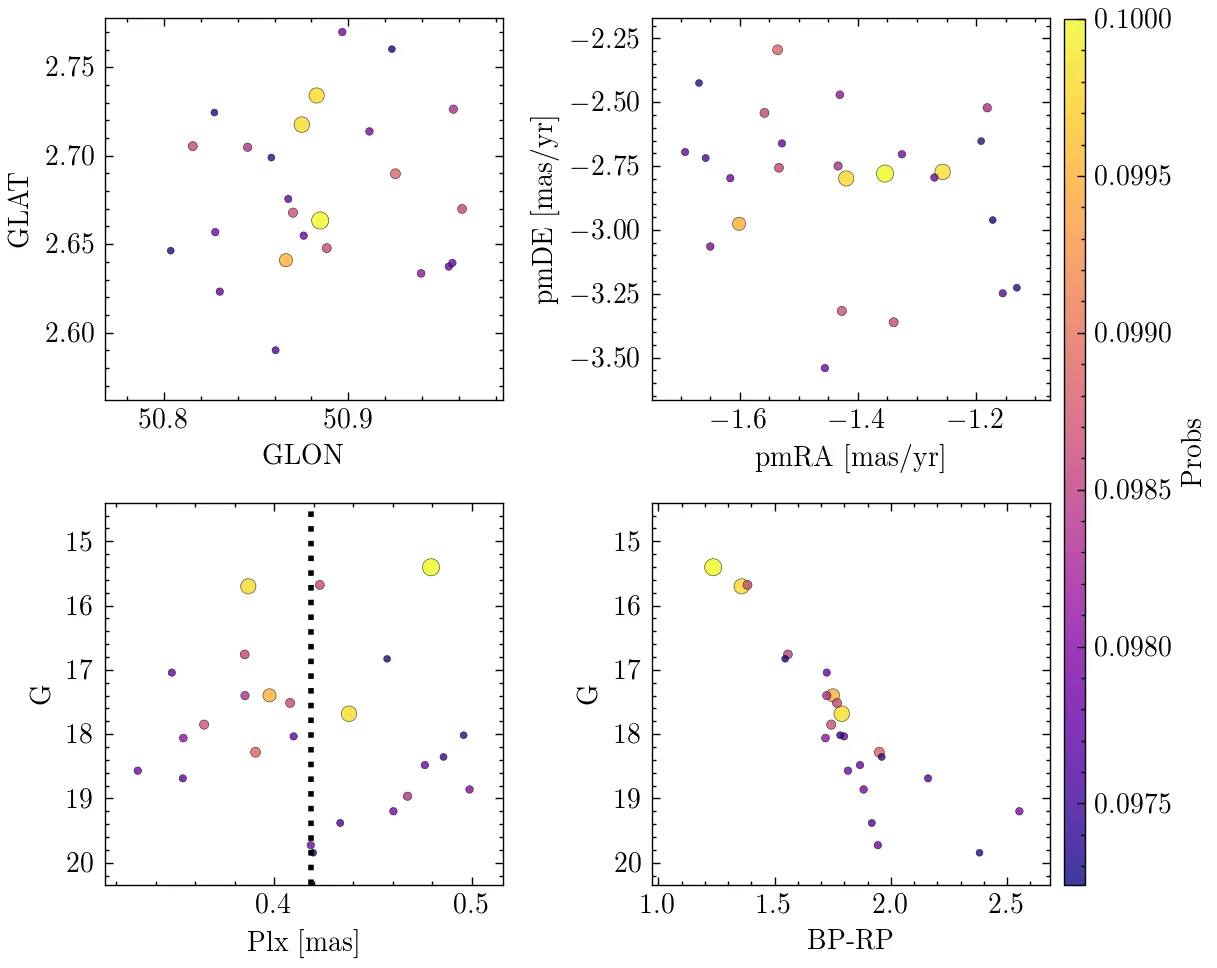 2.75
2.70
2.65
2.60
GLAT
50.8 50.9
GLON
−2.25
−2.50
−2.75
−3.00
−3.25
−3.50
pmDE [mas/yr]
−1.6 −1.4 −1.2
pmRA [mas/yr]
15
16
17
18
19
20
G
0.4 0.5
Plx [mas]
15
16
17
18
19
20
G
1.0 1.5 2.0 2.5
BP-RP
0.1000
0.0995
0.0990
0.0985
0.0980
0.0975
Probs